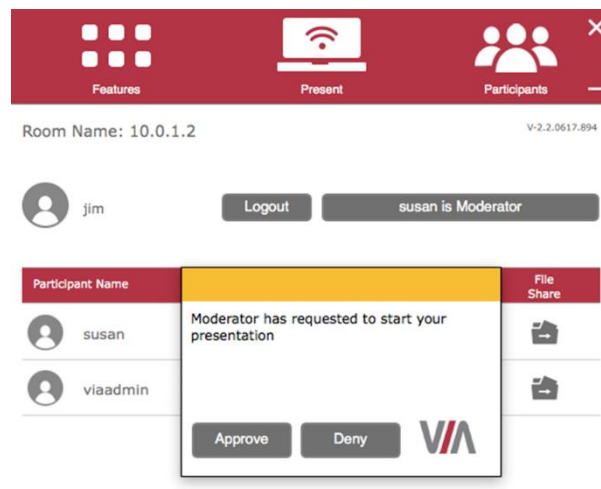 Features Present Participants
Room Name: 10.0.1.2 V-2.2.0617.894
jim Logout susan is Moderator
Participant Name File
Share
susan
viaadmin
Moderator has requested to start your
presentation
Approve Deny VIA